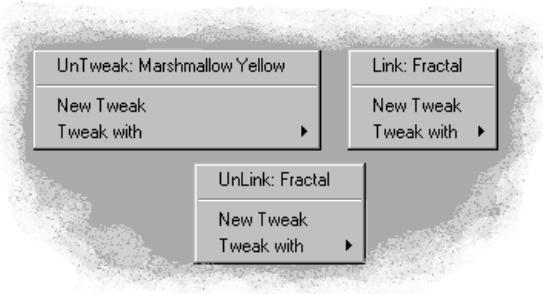 UnTweak: Marshmallow Yellow
New Tweak
Tweak with
Link: Fractal
New Tweak
Tweak with
UnLink: Fractal
New Tweak
Tweak with